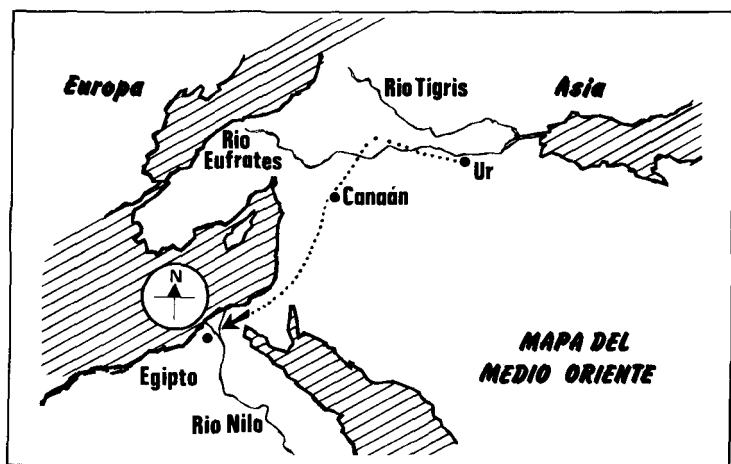 Europa
Rio Tigris
Asia
Rio
Eufrates
Ur
Canaán
N
MAPA DEL
MEDIO ORIENTE
Egipto
Rio Nilo